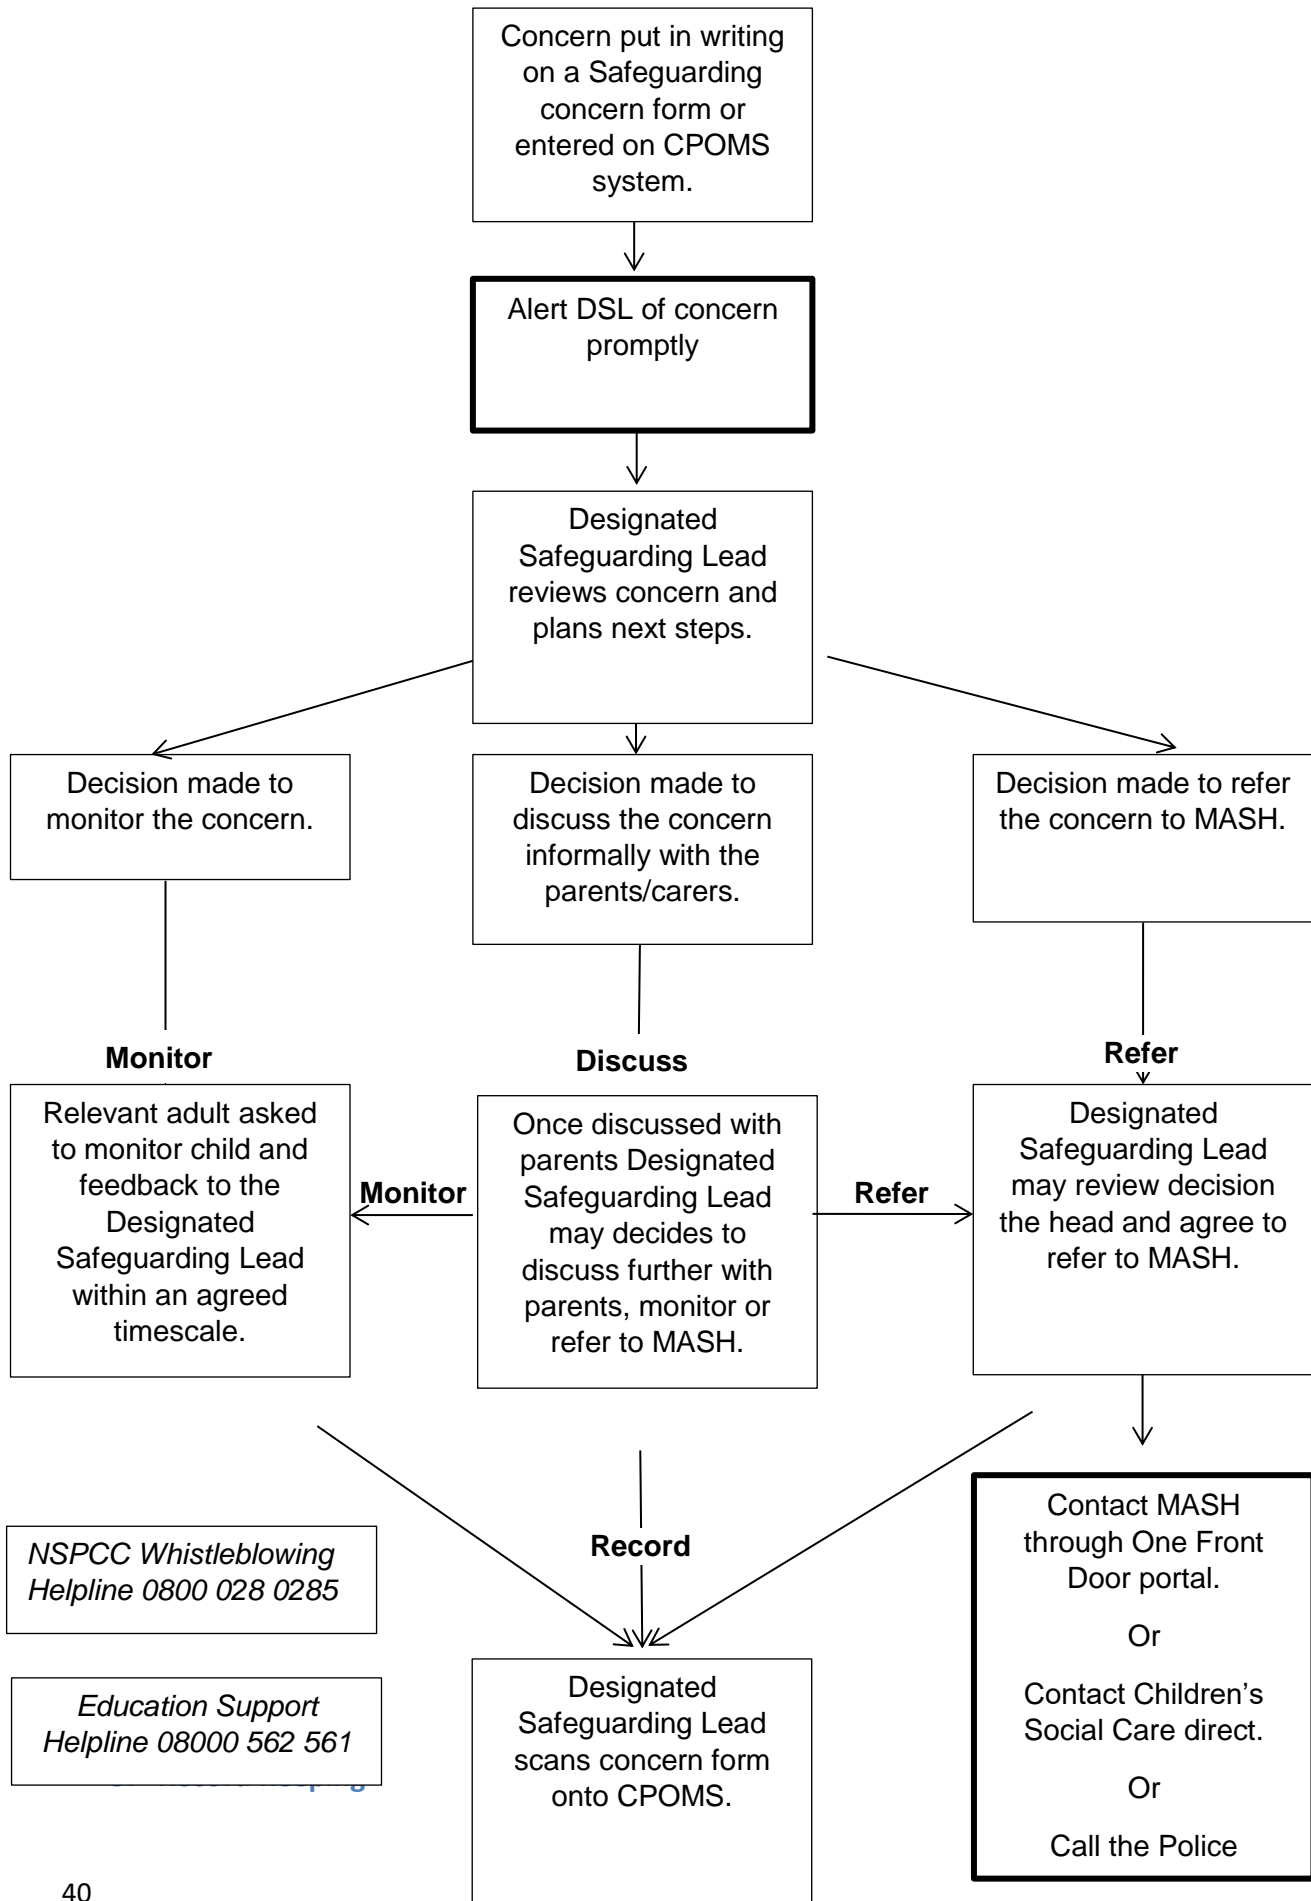 Concern put in writing
on a Safeguarding
concern form or
entered on CPOMS
system.
Alert DSL of concern
promptly
Designated
Safeguarding Lead
reviews concern and
plans next steps.
Decision made to
monitor the concern.
Decision made to
discuss the concern
informally with the
parents/carers.
Decision made to refer
the concern to MASH.
Monitor
Discuss
Refer
Relevant adult asked
to monitor child and
feedback to the
Designated
Safeguarding Lead
within an agreed
timescale.
Monitor
Once discussed with
parents Designated
Safeguarding Lead
may decides to
discuss further with
parents, monitor or
refer to MASH.
Refer
Designated
Safeguarding Lead
may review decision
the head and agree to
refer to MASH.
Record
NSPCC Whistleblowing
Helpline 0800 028 0285
Education Support
Helpline 08000 562 561
Designated
Safeguarding Lead
scans concern form
onto CPOMS.
Contact MASH
through One Front
Door portal.
Or
Contact Children’s
Social Care direct.
Or
Call the Police
40